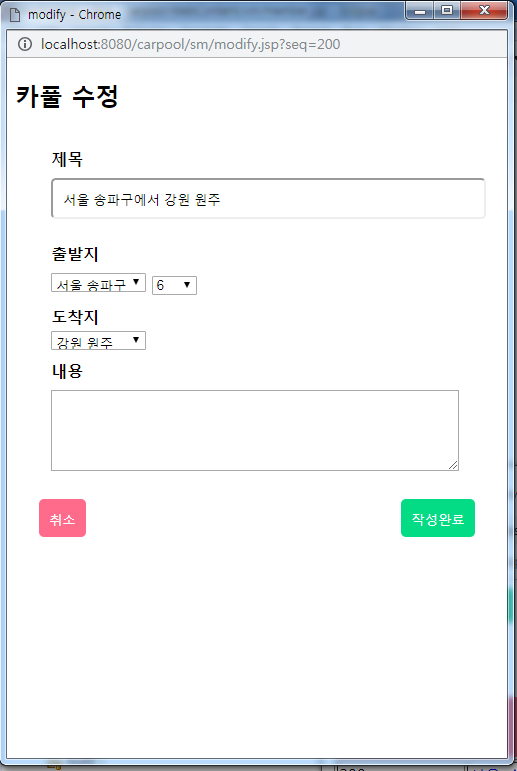 modify - Chrome
localhost:8080/carpool/sm/modify.jsp?seq=200
카풀 수정
제목
서울 송파구에서 강원 원주
출발지
서울 송파구 6
도착지
강원 원주
내용
취소 작성완료